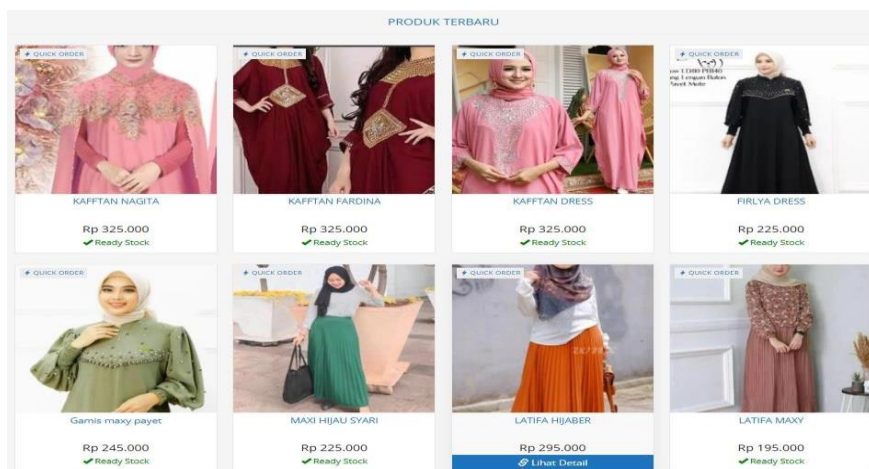 PRODUK TERBARU
QUICK ORDER
QUICK ORDER
QUICK ORDER
QUICK ORDER
KAFFTAN NAGITA
KAFFTAN FARDINA
KAFFTAN DRESS
FIRLYA DRESS
Rp 325.000
Rp 325.000
Rp 325.000
Rp 225.000
Ready Stock
Ready Stock
Ready Stock
Ready Stock
QUICK ORDER
QUICK ORDER
QUICK ORDER
QUICK ORDER
Gamis maxy payet
MAXI HIJAU SYARI
LATIFA HIJABER
LATIFA MAXY
Rp 245.000
Rp 225.000
Rp 295.000
Rp 195.000
Ready Stock
Ready Stock
Lihat Detail
Ready Stock